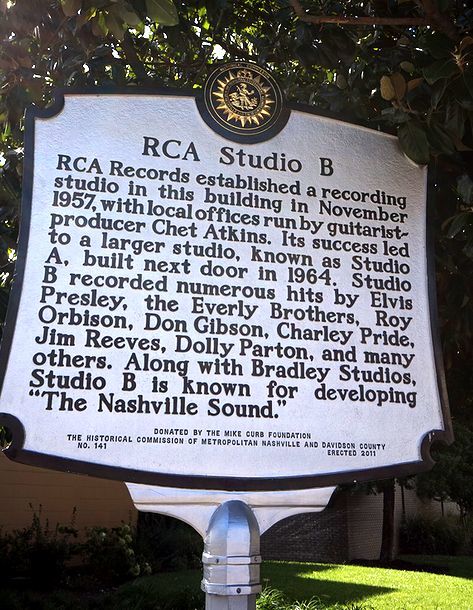 RCA Studio B
RCA Records established a recording
studio in this building in November
1957, with local offices run by guitarist-
producer Chet Atkins. Its success led
to a larger studio, known as Studio
A, built next door in 1964. Studio
B recorded numerous hits by Elvis
Presley, the Everly Brothers, Roy
Orbison, Don Gibson, Charley Pride,
Jim Reeves, Dolly Parton, and many
others. Along with Bradley Studios,
Studio B is known for developing
"The Nashville Sound."
DONATED BY THE MIKE CURB FOUNDATION
THE HISTORICAL COMMISSION OF METROPOLITAN NASHVILLE AND DAVIDSON COUNTY
NO. 141 ERECTED 2011